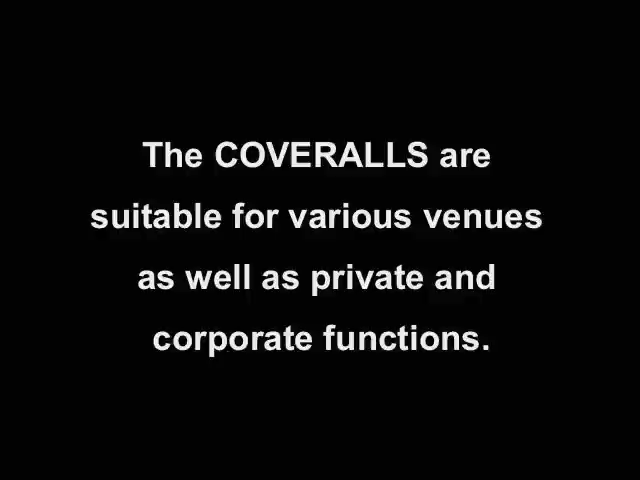 The COVERALLS are
suitable for various venues
as well as private and
corporate functions.